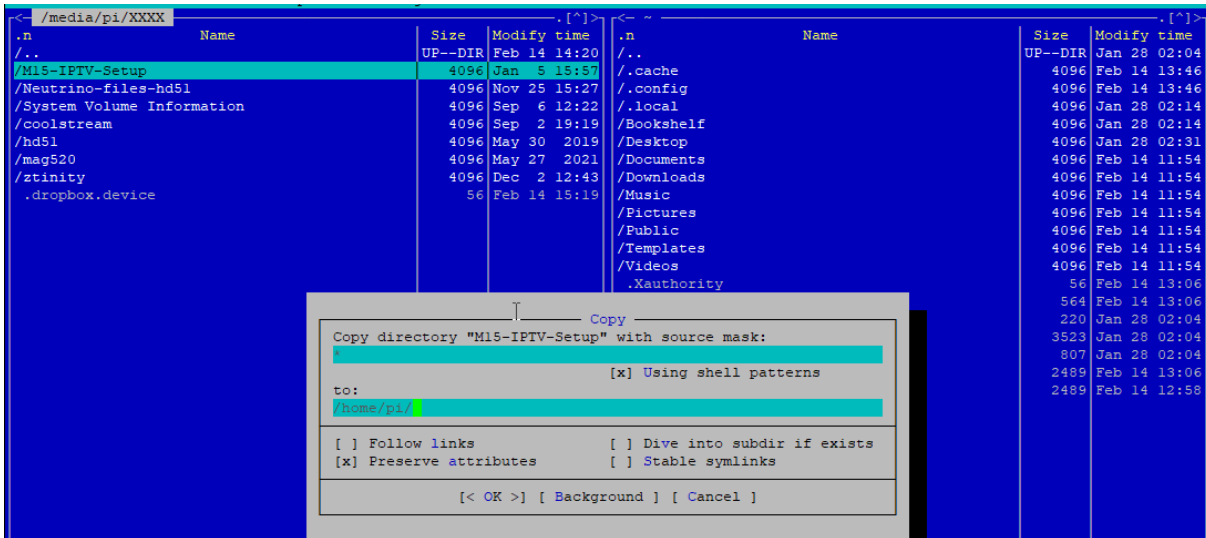 <- /media/pi/XXXX .[^]>
.n Name Size Modify time
/.. UP--DIR Feb 14 14:20
/M15-IPTV-Setup 4096 Jan 5 15:57
/Neutrino-files-hd51 4096 Nov 25 15:27
/System Volume Information 4096 Sep 6 12:22
/coolstream 4096 Sep 2 19:19
/hd51 4096 May 30 2019
/mag520 4096 May 27 2021
/ztinity 4096 Dec 2 12:43
.dropbox.device 56 Feb 14 15:19
<- ~ .[^]>
.n Name Size Modify time
/.. UP--DIR Jan 28 02:04
/.cache 4096 Feb 14 13:46
/.config 4096 Feb 14 13:46
/.local 4096 Jan 28 02:14
/Bookshelf 4096 Jan 28 02:14
/Desktop 4096 Jan 28 02:31
/Documents 4096 Feb 14 11:54
/Downloads 4096 Feb 14 11:54
/Music 4096 Feb 14 11:54
/Pictures 4096 Feb 14 11:54
/Public 4096 Feb 14 11:54
/Templates 4096 Feb 14 11:54
/Videos 4096 Feb 14 11:54
.Xauthority 56 Feb 14 13:06
564 Feb 14 13:06
220 Jan 28 02:04
3523 Jan 28 02:04
807 Jan 28 02:04
2489 Feb 14 13:06
2489 Feb 14 12:58
Copy
Copy directory "M15-IPTV-Setup" with source mask:
*
[x] Using shell patterns
to:
/home/pi/
[ ] Follow links [ ] Dive into subdir if exists
[x] Preserve attributes [ ] Stable symlinks
[< OK >] [ Background ] [ Cancel ]